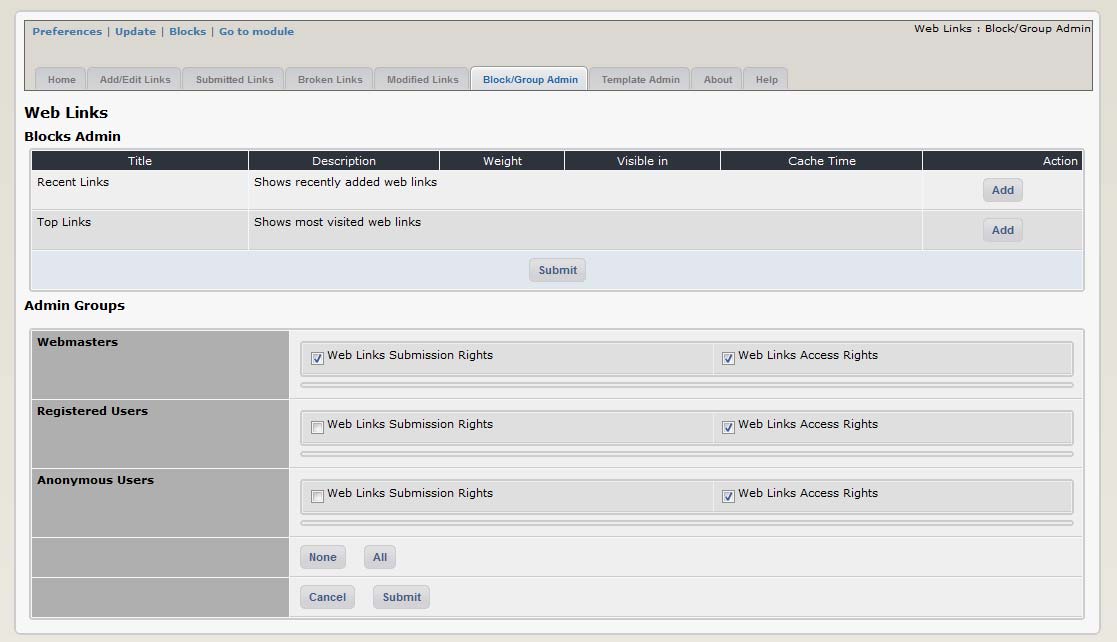 Preferences | Update | Blocks | Go to module
Web Links : Block/Group Admin
Home Add/Edit Links Submitted Links Broken Links Modified Links Block/Group Admin Template Admin About Help
Web Links
Blocks Admin
Title Description Weight Visible in Cache Time Action
Recent Links Shows recently added web links Add
Top Links Shows most visited web links Add
Submit
Admin Groups
Webmasters Web Links Submission Rights Web Links Access Rights
Registered Users Web Links Submission Rights Web Links Access Rights
Anonymous Users Web Links Submission Rights Web Links Access Rights
None All
Cancel Submit